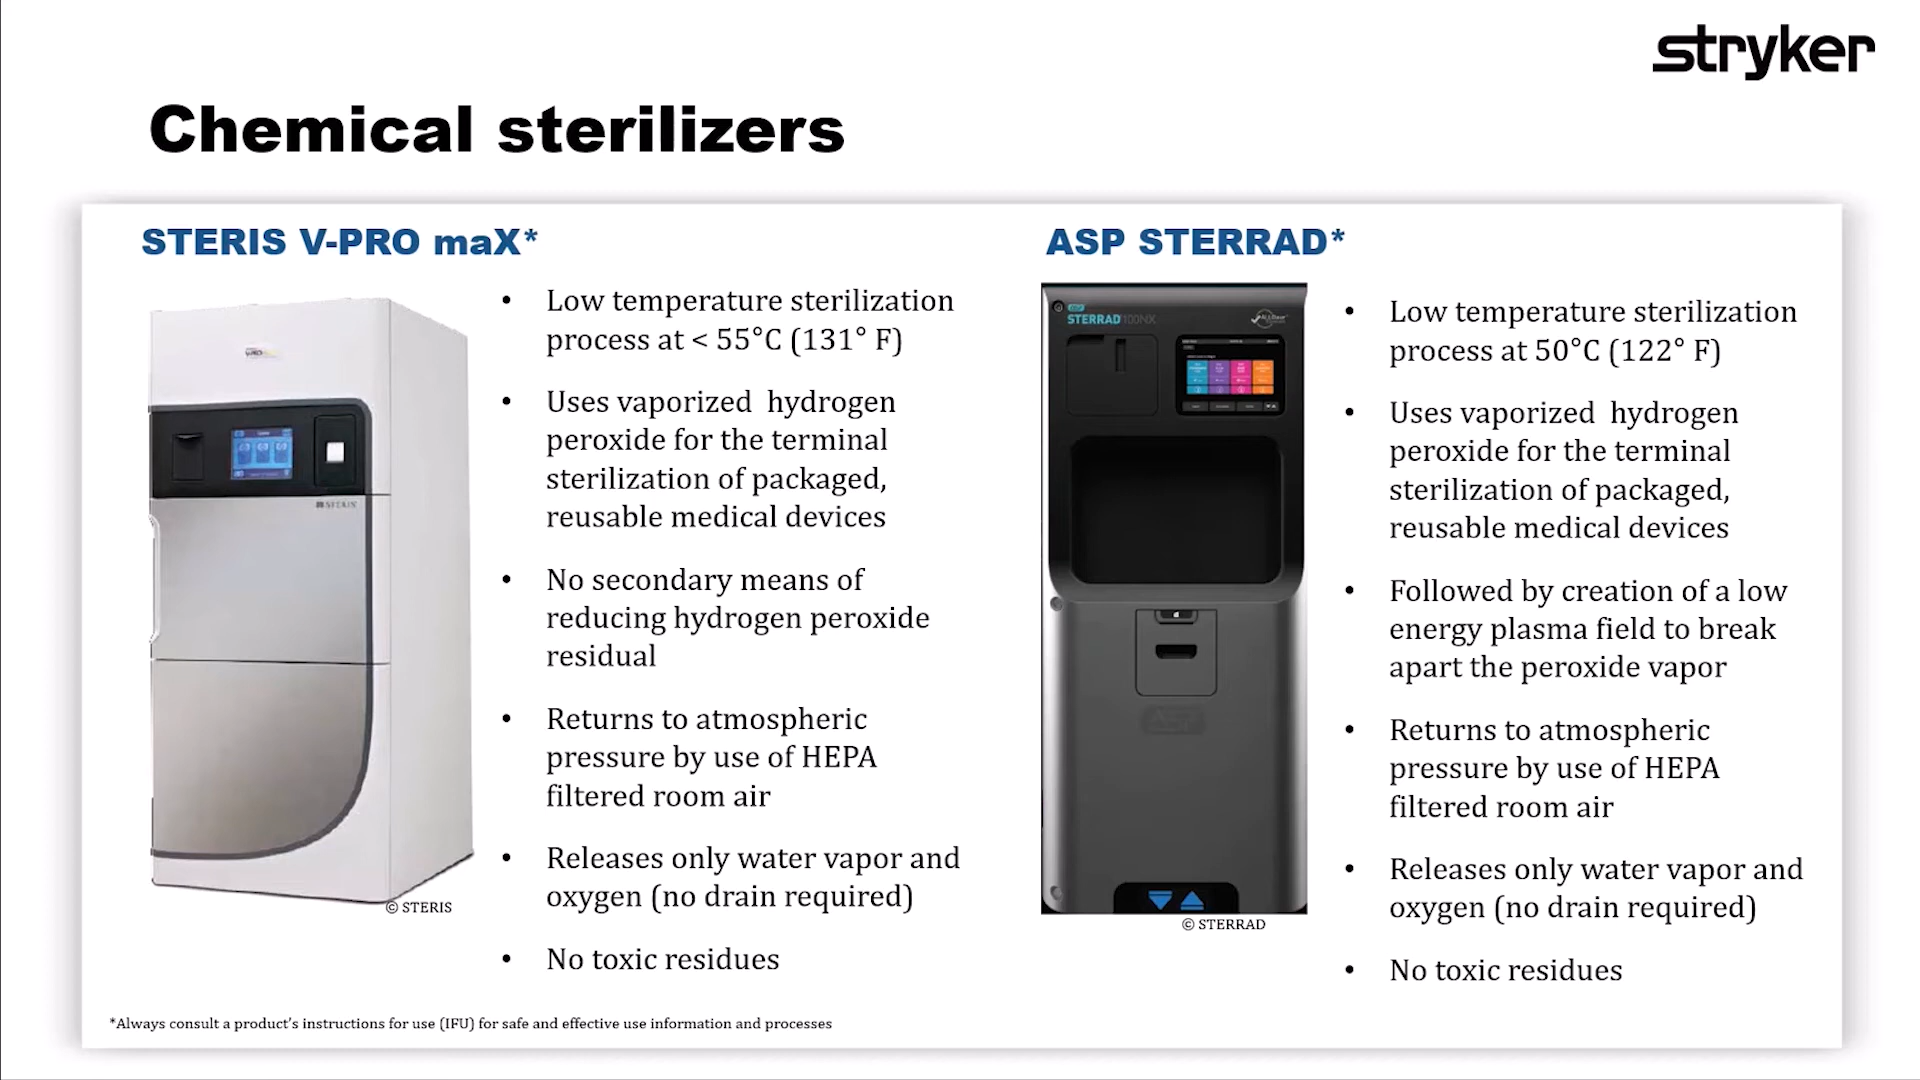 stryker
Chemical sterilizers
STERIS V-PRO maX*
• Low temperature sterilization
process at < 55°C (131° F)
• Uses vaporized  hydrogen
peroxide for the terminal
sterilization of packaged,
reusable medical devices
• No secondary means of
reducing hydrogen peroxide
residual
• Returns to atmospheric
pressure by use of HEPA
filtered room air
• Releases only water vapor and
oxygen (no drain required)
• No toxic residues
STERIS
© STERIS
ASP STERRAD*
ASP
STERRAD 100NX
• Low temperature sterilization
process at 50°C (122° F)
• Uses vaporized  hydrogen
peroxide for the terminal
sterilization of packaged,
reusable medical devices
• Followed by creation of a low
energy plasma field to break
apart the peroxide vapor
• Returns to atmospheric
pressure by use of HEPA
filtered room air
• Releases only water vapor and
oxygen (no drain required)
• No toxic residues
ASP
© STERRAD
*Always consult a product's instructions for use (IFU) for safe and effective use information and processes